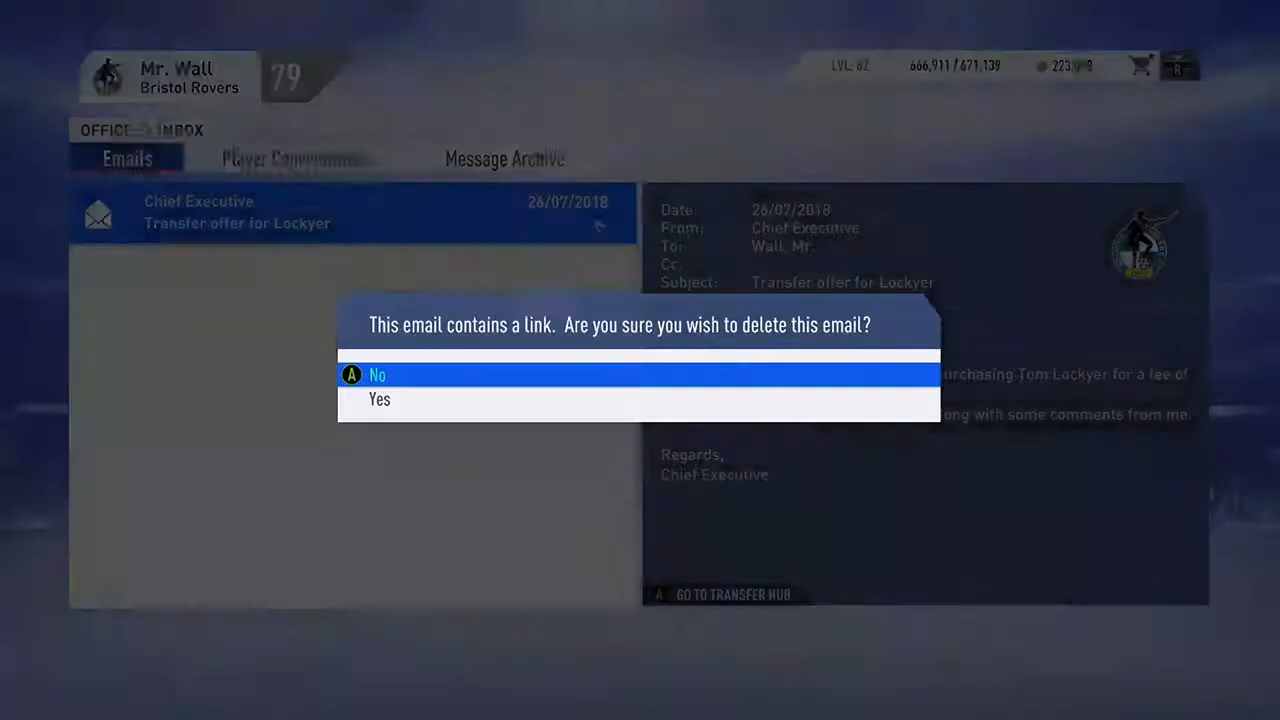 Mr. Wall
Bristol Rovers
79
LVL: 62
666,911 / 671,139
R
OFFICE INBOX
Emails
Player
Message Archive
Chief Executive
26/07/2018
Transfer offer for Lockyer
Date: 26/07/2018
From: Chief Executive
To: Wall, Mr.
Cc:
Subject: Transfer offer for Lockyer
This email contains a link. Are you sure you wish to delete this email?
A No
Yes
urchasing Tom Lockyer for a fee of
ong with some comments from me.
Regards,
Chief Executive
A GO TO TRANSFER HUB